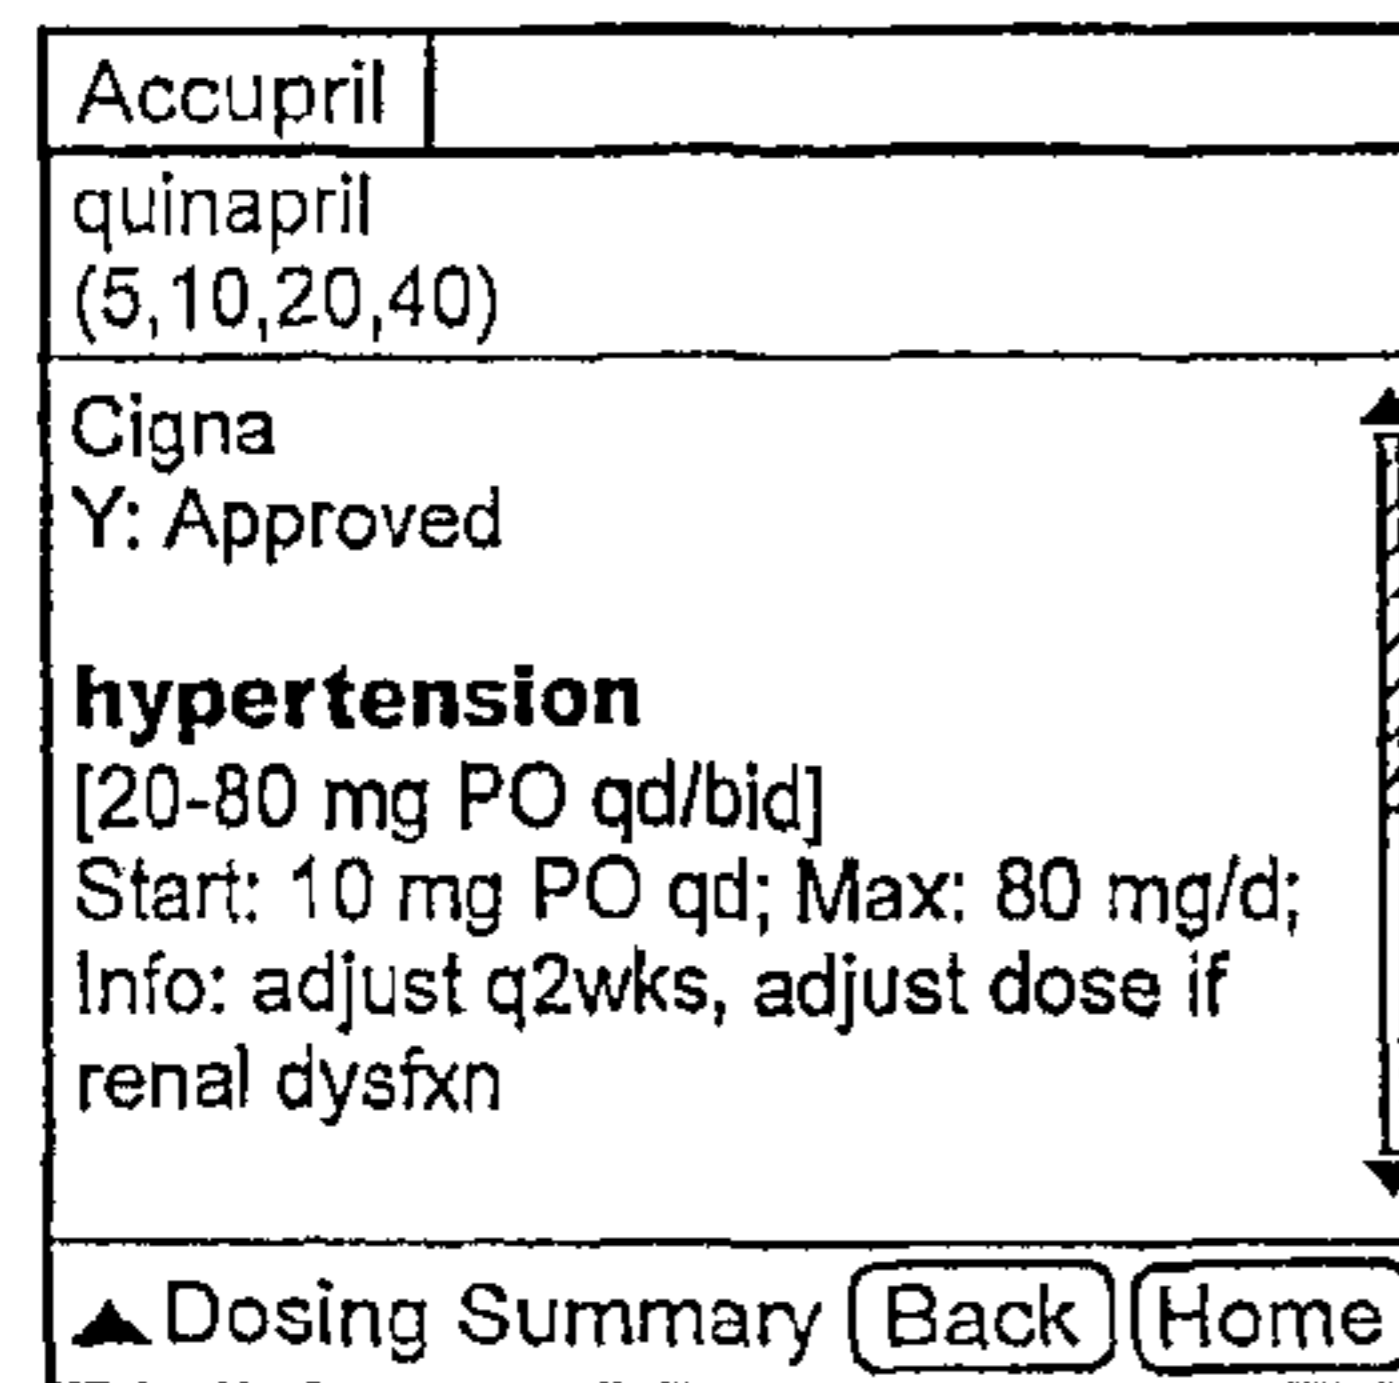 Accupril
quinapril
(5,10,20,40)
Cigna
Y: Approved
hypertension
[20-80 mg PO qd/bid]
Start: 10 mg PO qd; Max: 80 mg/d;
Info: adjust q2wks, adjust dose if
renal dysfxn
Dosing Summary Back Home